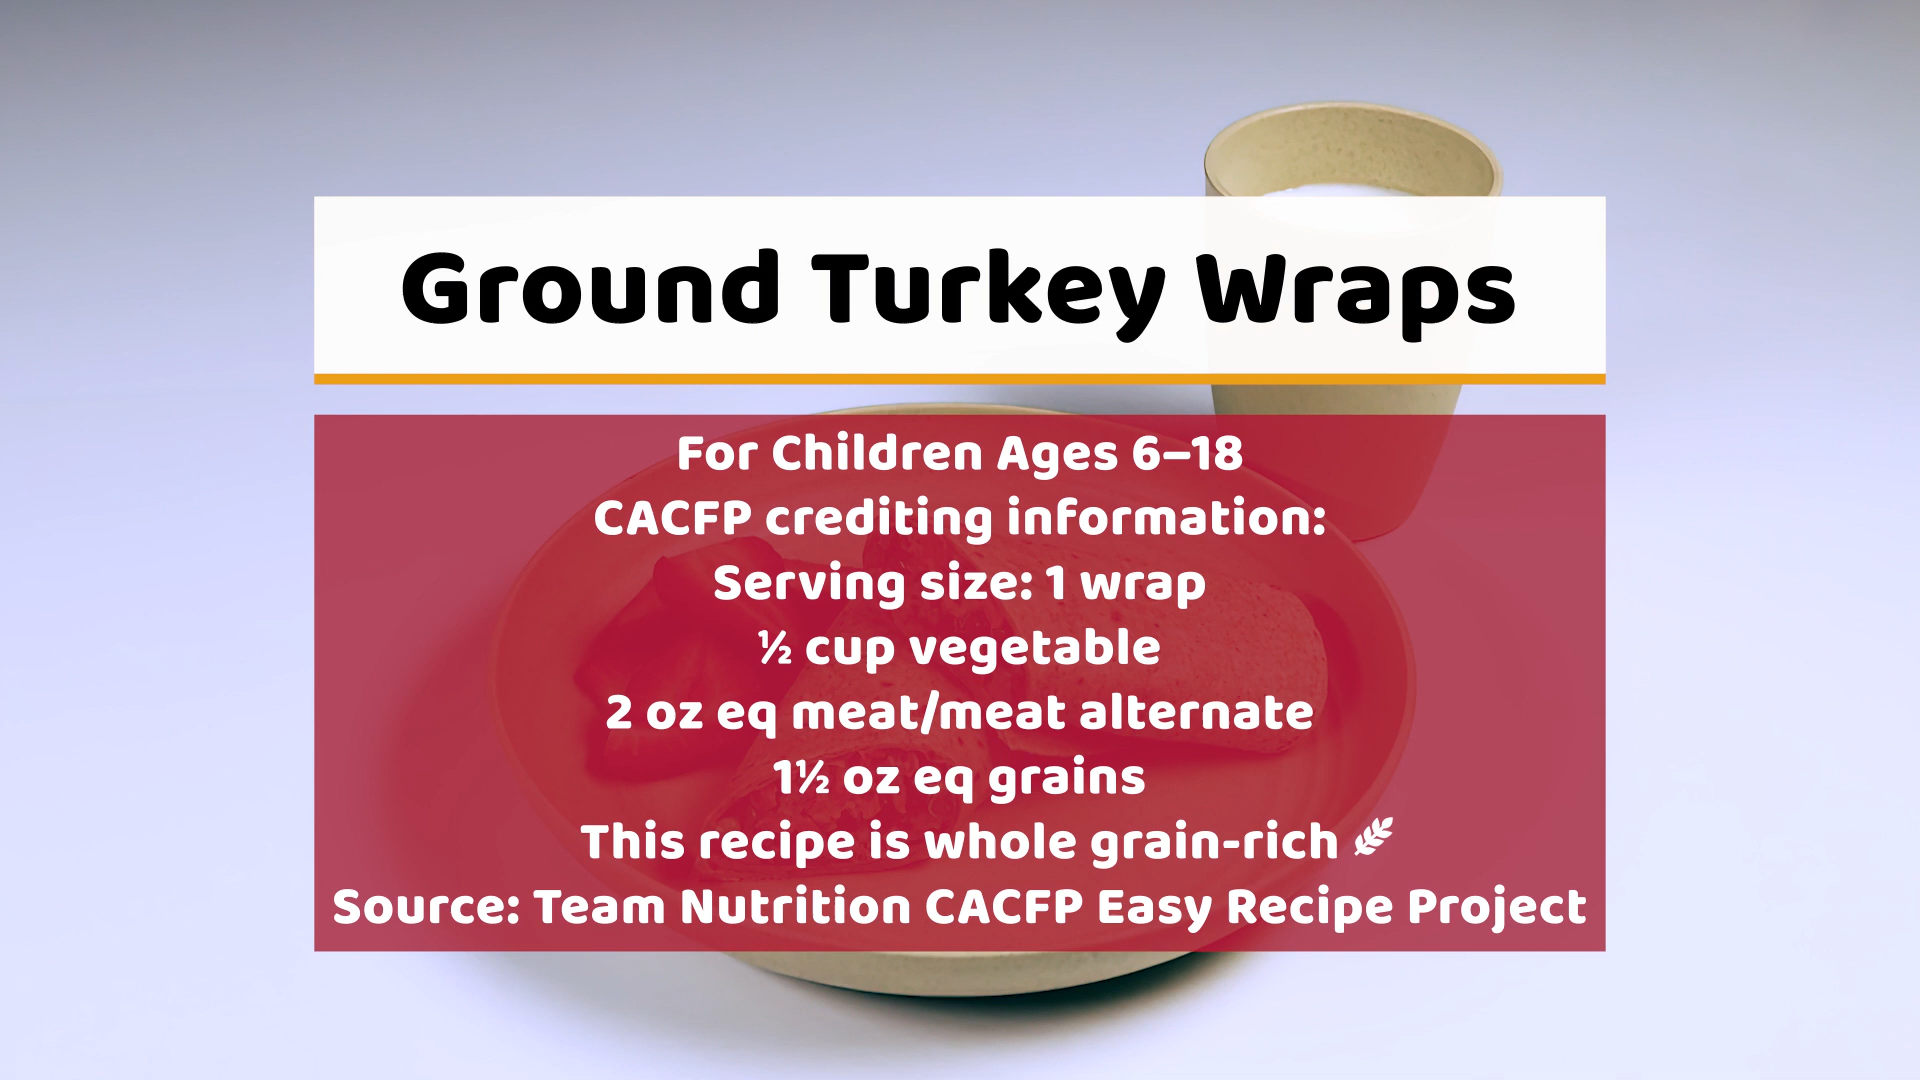 Ground Turkey Wraps
For Children Ages 6–18
CACFP crediting information:
Serving size: 1 wrap
½ cup vegetable
2 oz eq meat/meat alternate
1½ oz eq grains
This recipe is whole grain-rich
Source: Team Nutrition CACFP Easy Recipe Project